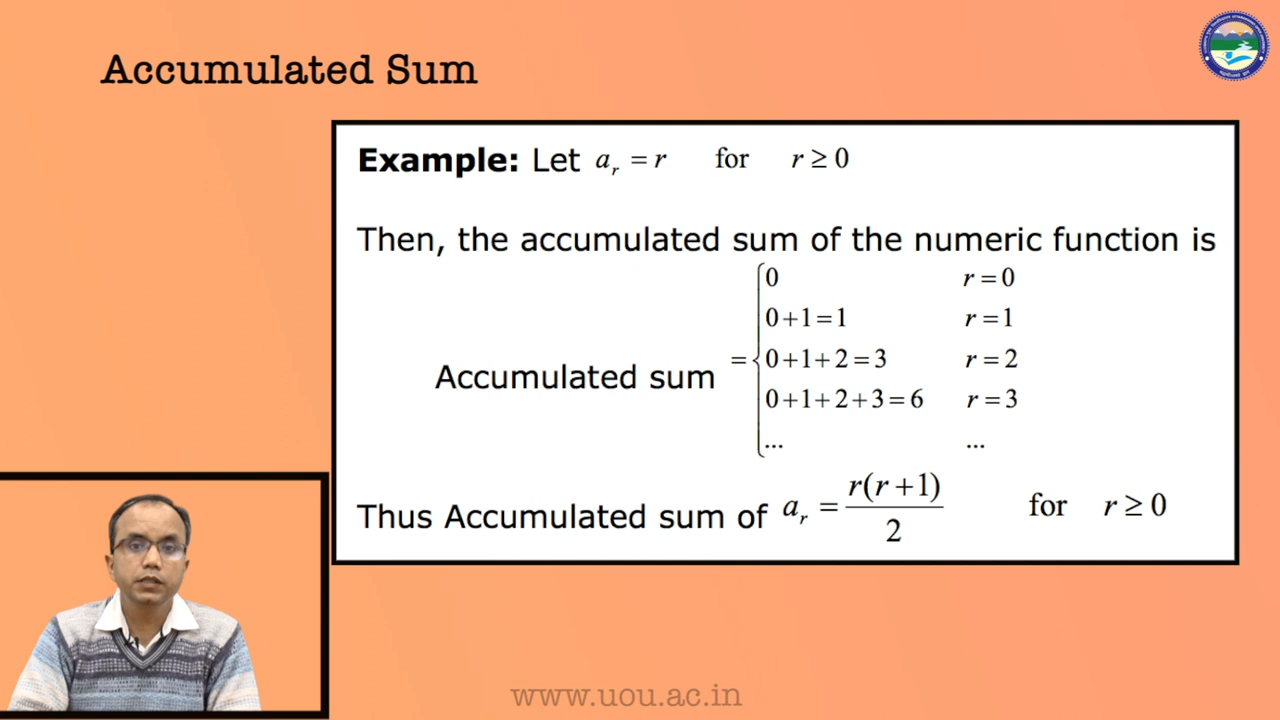 Accumulated Sum
Example: Let aᵣ = r for r ≥ 0
Then, the accumulated sum of the numeric function is
0 r = 0
0+1=1 r = 1
Accumulated sum = { 0+1+2=3 r = 2
0+1+2+3=6 r = 3
... ...
Thus Accumulated sum of aᵣ = r(r+1)/2 for r ≥ 0
www.uou.ac.in